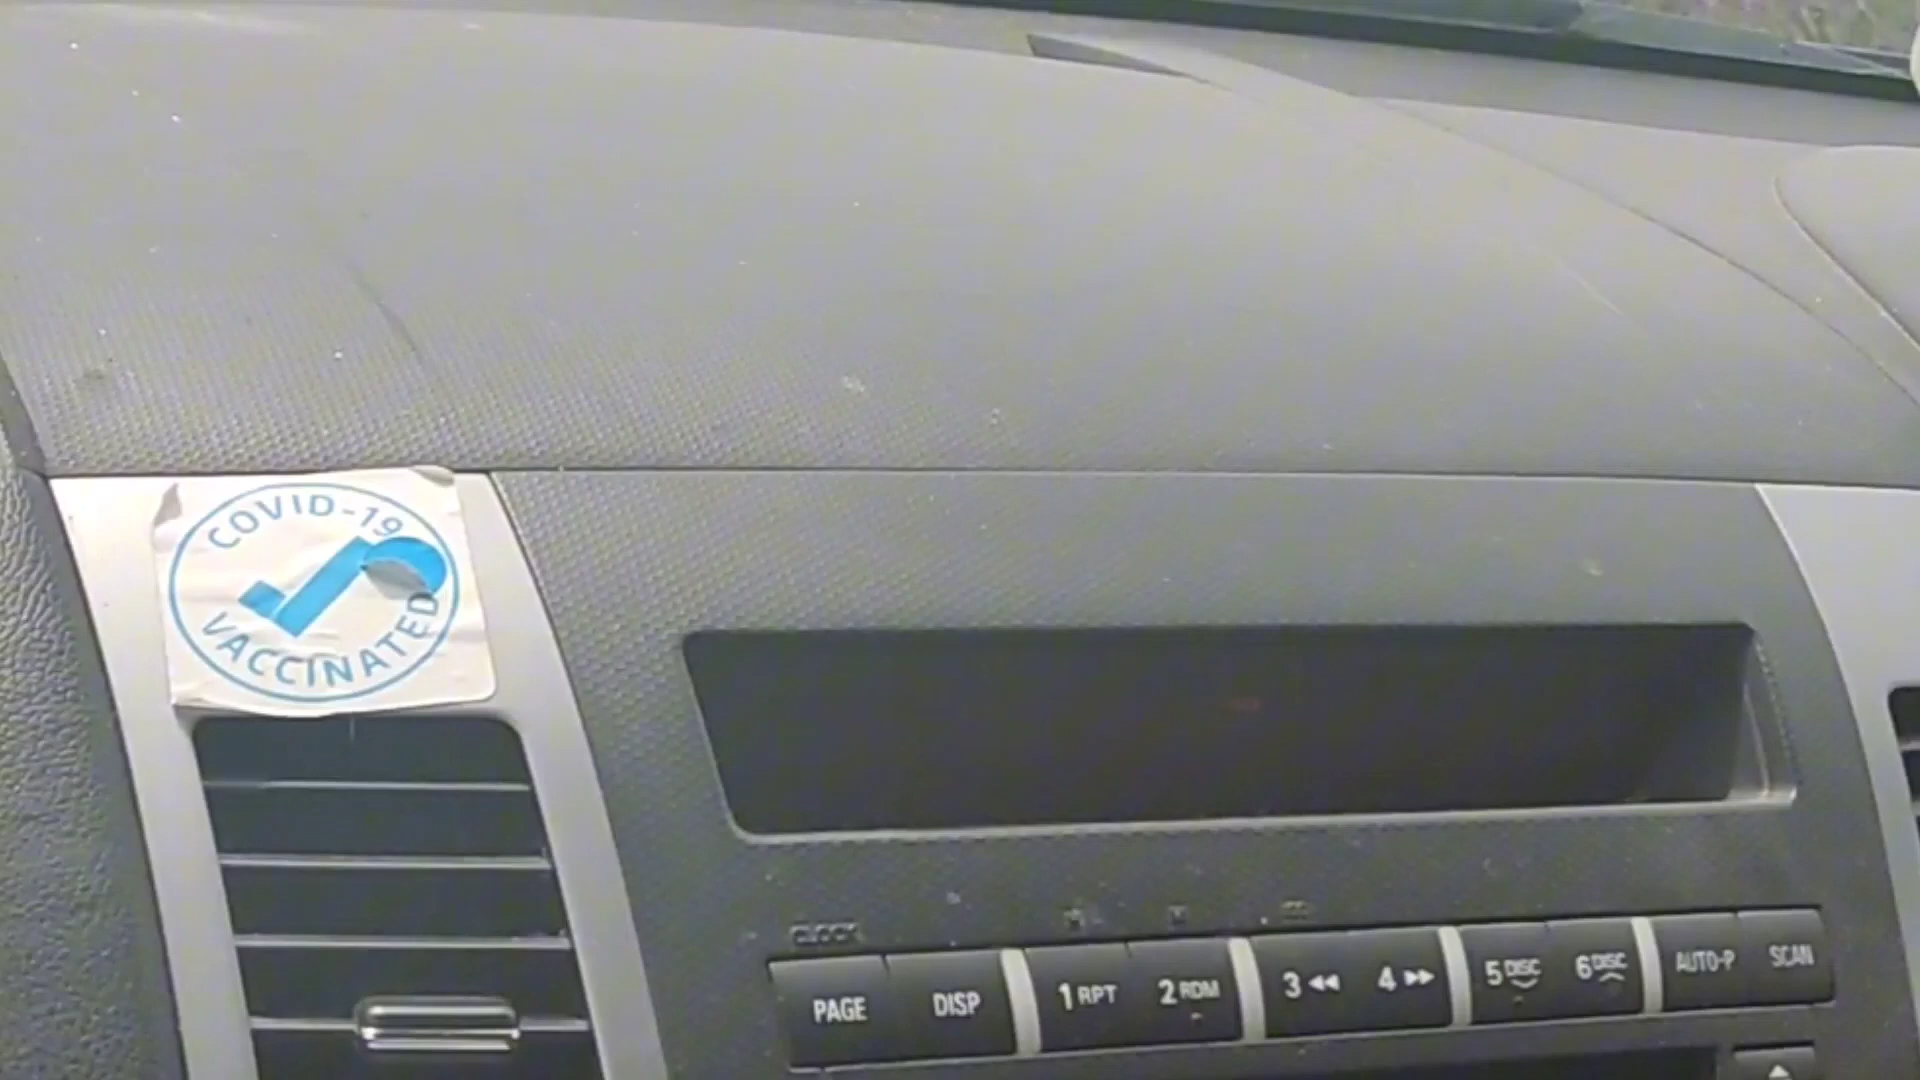 COVID-19
VACCINATED
CLOCK
PAGE
DISP
1 RPT
2 RDM
3
4
5 DISC
6 DISC
AUTO-P
SCAN